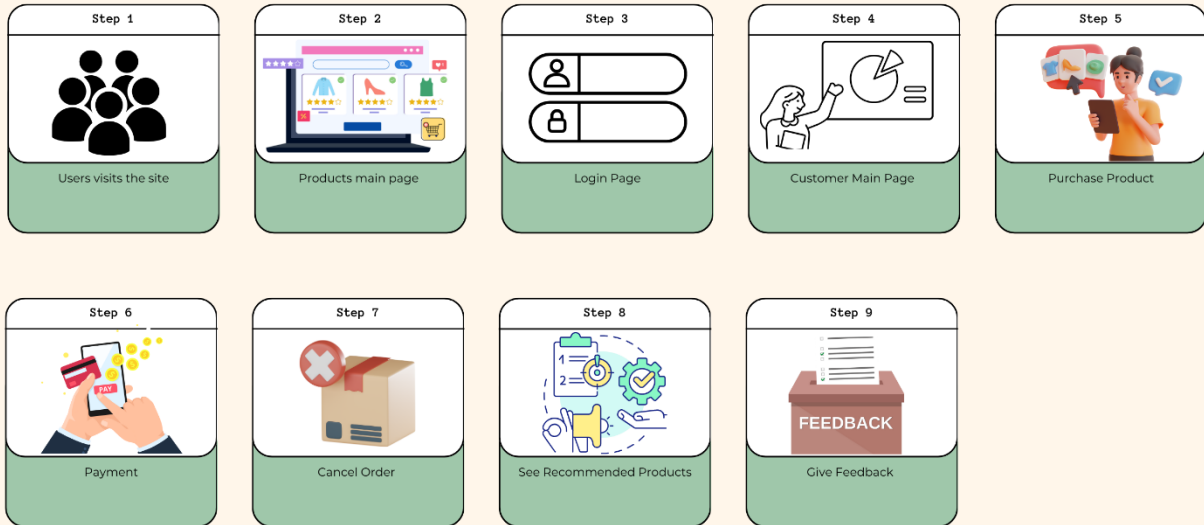 Step 1
Step 2
Step 3
Step 4
Step 5
Users visits the site
Products main page
Login Page
Customer Main Page
Purchase Product
Step 6
Step 7
Step 8
Step 9
PAY
1
2
FEEDBACK
Payment
Cancel Order
See Recommended Products
Give Feedback